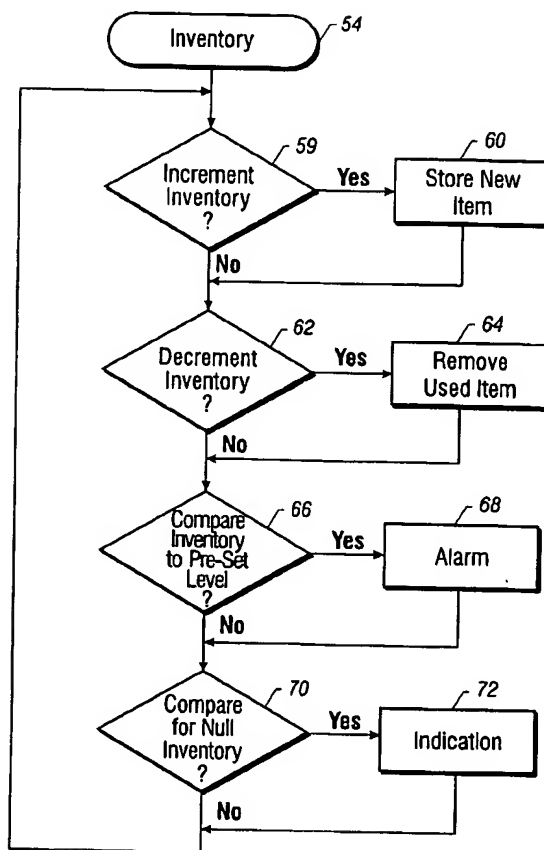 Inventory
54
59
Increment
Inventory
?
Yes
60
Store New
Item
No
62
Decrement
Inventory
?
Yes
64
Remove
Used Item
No
66
Compare
Inventory
to Pre-Set
Level
?
Yes
68
Alarm
No
70
Compare
for Null
Inventory
?
Yes
72
Indication
No